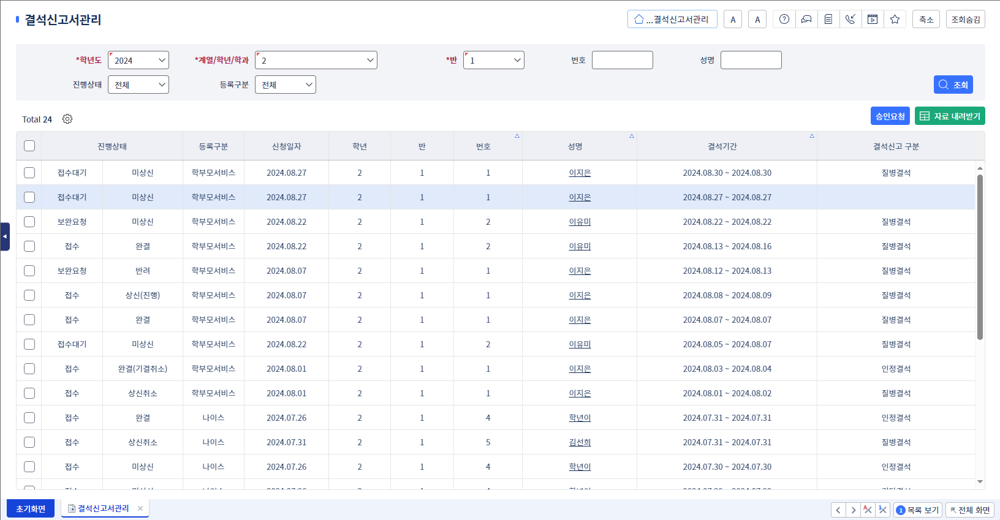 결석신고서관리
...결석신고서관리 A A 축소 조회숨김
*학년도 2024 *계열/학년/학과 2 *반 1 번호 성명
진행상태 전체 등록구분 전체 조회
Total 24 승인요청 자료 내려받기
진행상태 등록구분 신청일자 학년 반 번호 성명 결석기간 결석신고 구분
접수대기 미상신 학부모서비스 2024.08.27 2 1 1 이지은 2024.08.30 ~ 2024.08.30 질병결석
접수대기 미상신 학부모서비스 2024.08.27 2 1 1 이지은 2024.08.27 ~ 2024.08.27
보완요청 미상신 학부모서비스 2024.08.22 2 1 2 이유미 2024.08.22 ~ 2024.08.22 질병결석
접수 완결 학부모서비스 2024.08.22 2 1 2 이유미 2024.08.13 ~ 2024.08.16 질병결석
보완요청 반려 학부모서비스 2024.08.07 2 1 1 이지은 2024.08.12 ~ 2024.08.13 질병결석
접수 상신(진행) 학부모서비스 2024.08.07 2 1 1 이지은 2024.08.08 ~ 2024.08.09 질병결석
접수 완결 학부모서비스 2024.08.07 2 1 1 이지은 2024.08.07 ~ 2024.08.07 질병결석
접수대기 미상신 학부모서비스 2024.08.22 2 1 2 이유미 2024.08.05 ~ 2024.08.07 질병결석
접수 완결(기결취소) 학부모서비스 2024.08.01 2 1 1 이지은 2024.08.03 ~ 2024.08.04 인정결석
접수 상신취소 학부모서비스 2024.08.01 2 1 1 이지은 2024.08.01 ~ 2024.08.02 질병결석
접수 완결 나이스 2024.07.26 2 1 4 학년이 2024.07.31 ~ 2024.07.31 인정결석
접수 상신취소 나이스 2024.07.31 2 1 5 김선희 2024.07.31 ~ 2024.07.31 질병결석
접수 미상신 나이스 2024.07.26 2 1 4 학년이 2024.07.30 ~ 2024.07.30 인정결석
초기화면 결석신고서관리 1 목록 보기 전체 화면